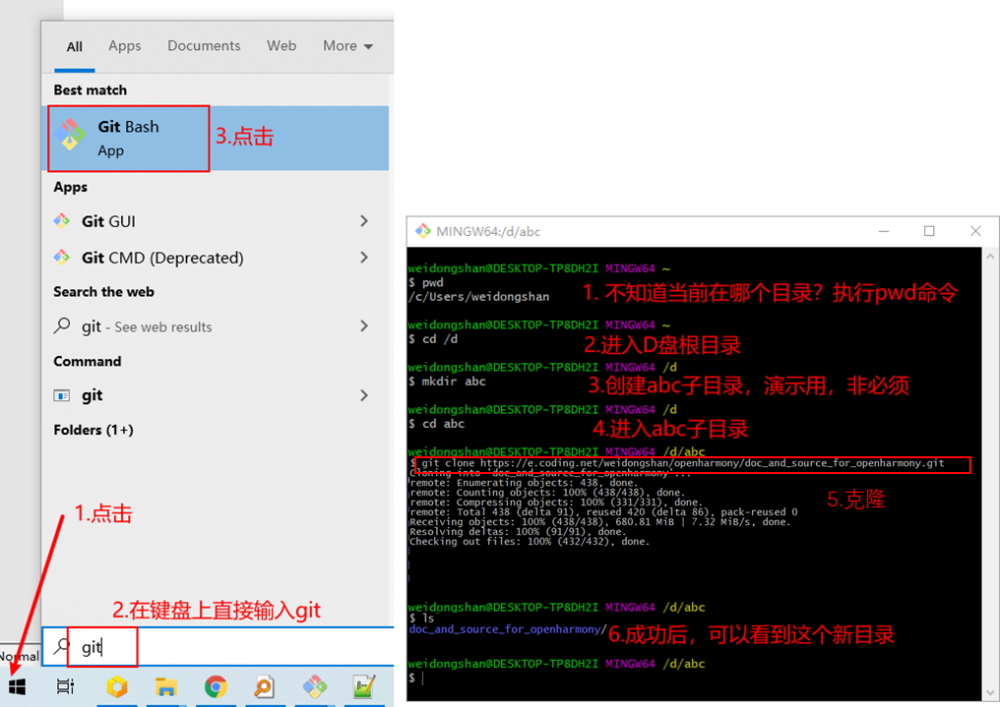 All Apps Documents Web More
Best match
Git Bash
App
3.点击
Apps
Git GUI
Git CMD (Deprecated)
Search the web
git - See web results
Command
git
Folders (1+)
1.点击
2.在键盘上直接输入git
Normal
git
MINGW64:/d/abc
weidongshan@DESKTOP-TP8DH2I MINGW64 ~
$ pwd
/c/Users/weidongshan
1. 不知道当前在哪个目录？执行pwd命令
weidongshan@DESKTOP-TP8DH2I MINGW64 ~
$ cd /d
2.进入D盘根目录
weidongshan@DESKTOP-TP8DH2I MINGW64 /d
$ mkdir abc
3.创建abc子目录，演示用，非必须
weidongshan@DESKTOP-TP8DH2I MINGW64 /d
$ cd abc
4.进入abc子目录
weidongshan@DESKTOP-TP8DH2I MINGW64 /d/abc
$ git clone https://e.coding.net/weidongshan/openharmony/doc_and_source_for_openharmony.git
Cloning into 'doc_and_source_for_openharmony'...
remote: Enumerating objects: 438, done.
remote: Counting objects: 100% (438/438), done.
remote: Compressing objects: 100% (331/331), done.
remote: Total 438 (delta 91), reused 420 (delta 86), pack-reused 0
Receiving objects: 100% (438/438), 680.81 MiB | 7.32 MiB/s, done.
Resolving deltas: 100% (91/91), done.
Checking out files: 100% (432/432), done.
5.克隆
weidongshan@DESKTOP-TP8DH2I MINGW64 /d/abc
$ ls
doc_and_source_for_openharmony/
6.成功后，可以看到这个新目录
weidongshan@DESKTOP-TP8DH2I MINGW64 /d/abc
$